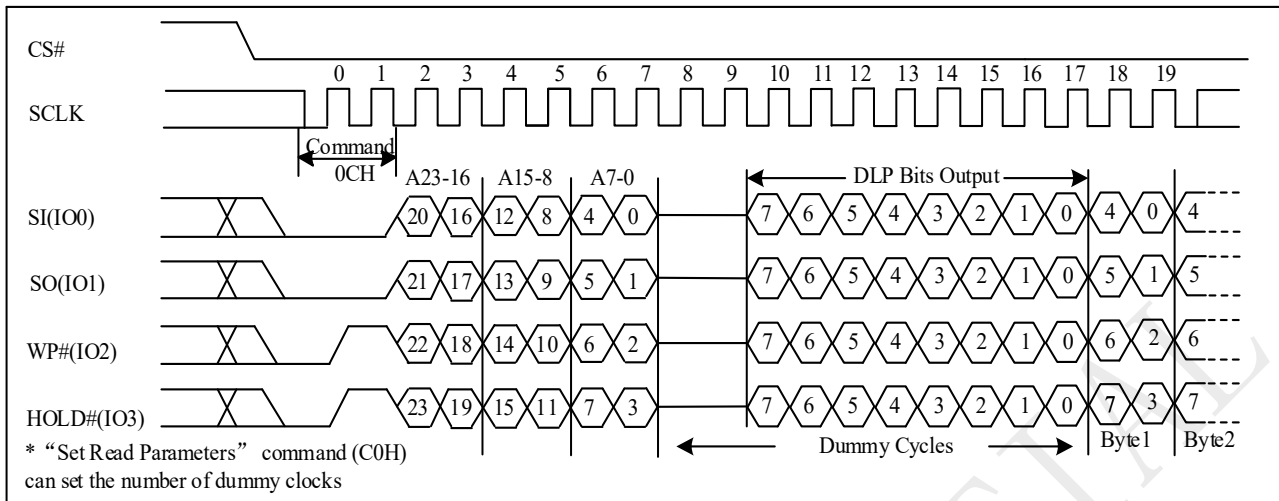 CS#
0 1 2 3 4 5 6 7 8 9 10 11 12 13 14 15 16 17 18 19
SCLK
Command
0CH
A23-16 A15-8 A7-0 DLP Bits Output
SI(IO0) 20 16 12 8 4 0 7 6 5 4 3 2 1 0 4 0 4
SO(IO1) 21 17 13 9 5 1 7 6 5 4 3 2 1 0 5 1 5
WP#(IO2) 22 18 14 10 6 2 7 6 5 4 3 2 1 0 6 2 6
HOLD#(IO3) 23 19 15 11 7 3 7 6 5 4 3 2 1 0 7 3 7
Dummy Cycles Byte1 Byte2
* “Set Read Parameters” command (C0H)
can set the number of dummy clocks